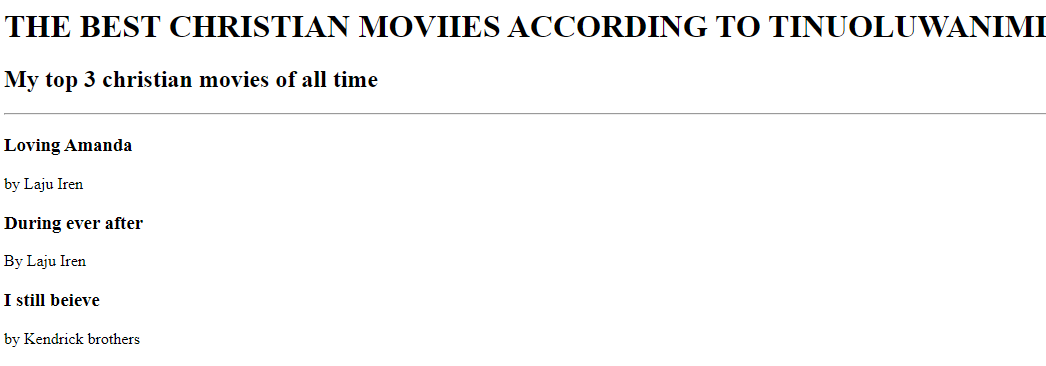 THE BEST CHRISTIAN MOVIIES ACCORDING TO TINUOLUWANIMI
My top 3 christian movies of all time
Loving Amanda
by Laju Iren
During ever after
By Laju Iren
I still beieve
by Kendrick brothers